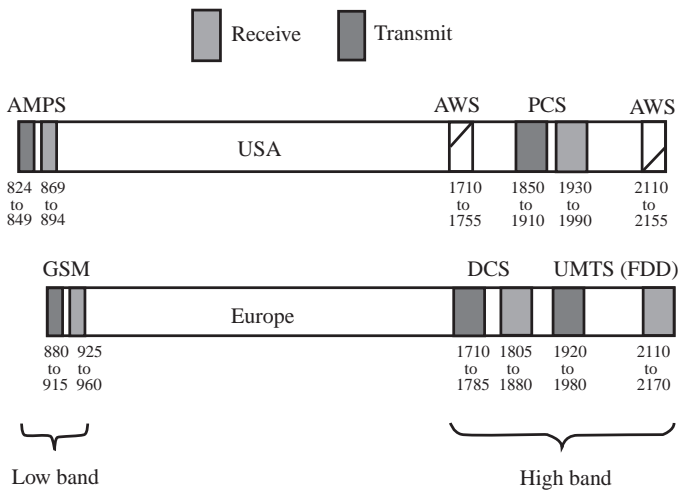 Receive Transmit
AMPS AWS PCS AWS
USA
824 869 1710 1850 1930 2110
to to to to to to
849 894 1755 1910 1990 2155
GSM DCS UMTS (FDD)
Europe
880 925 1710 1805 1920 2110
to to to to to to
915 960 1785 1880 1980 2170
Low band High band